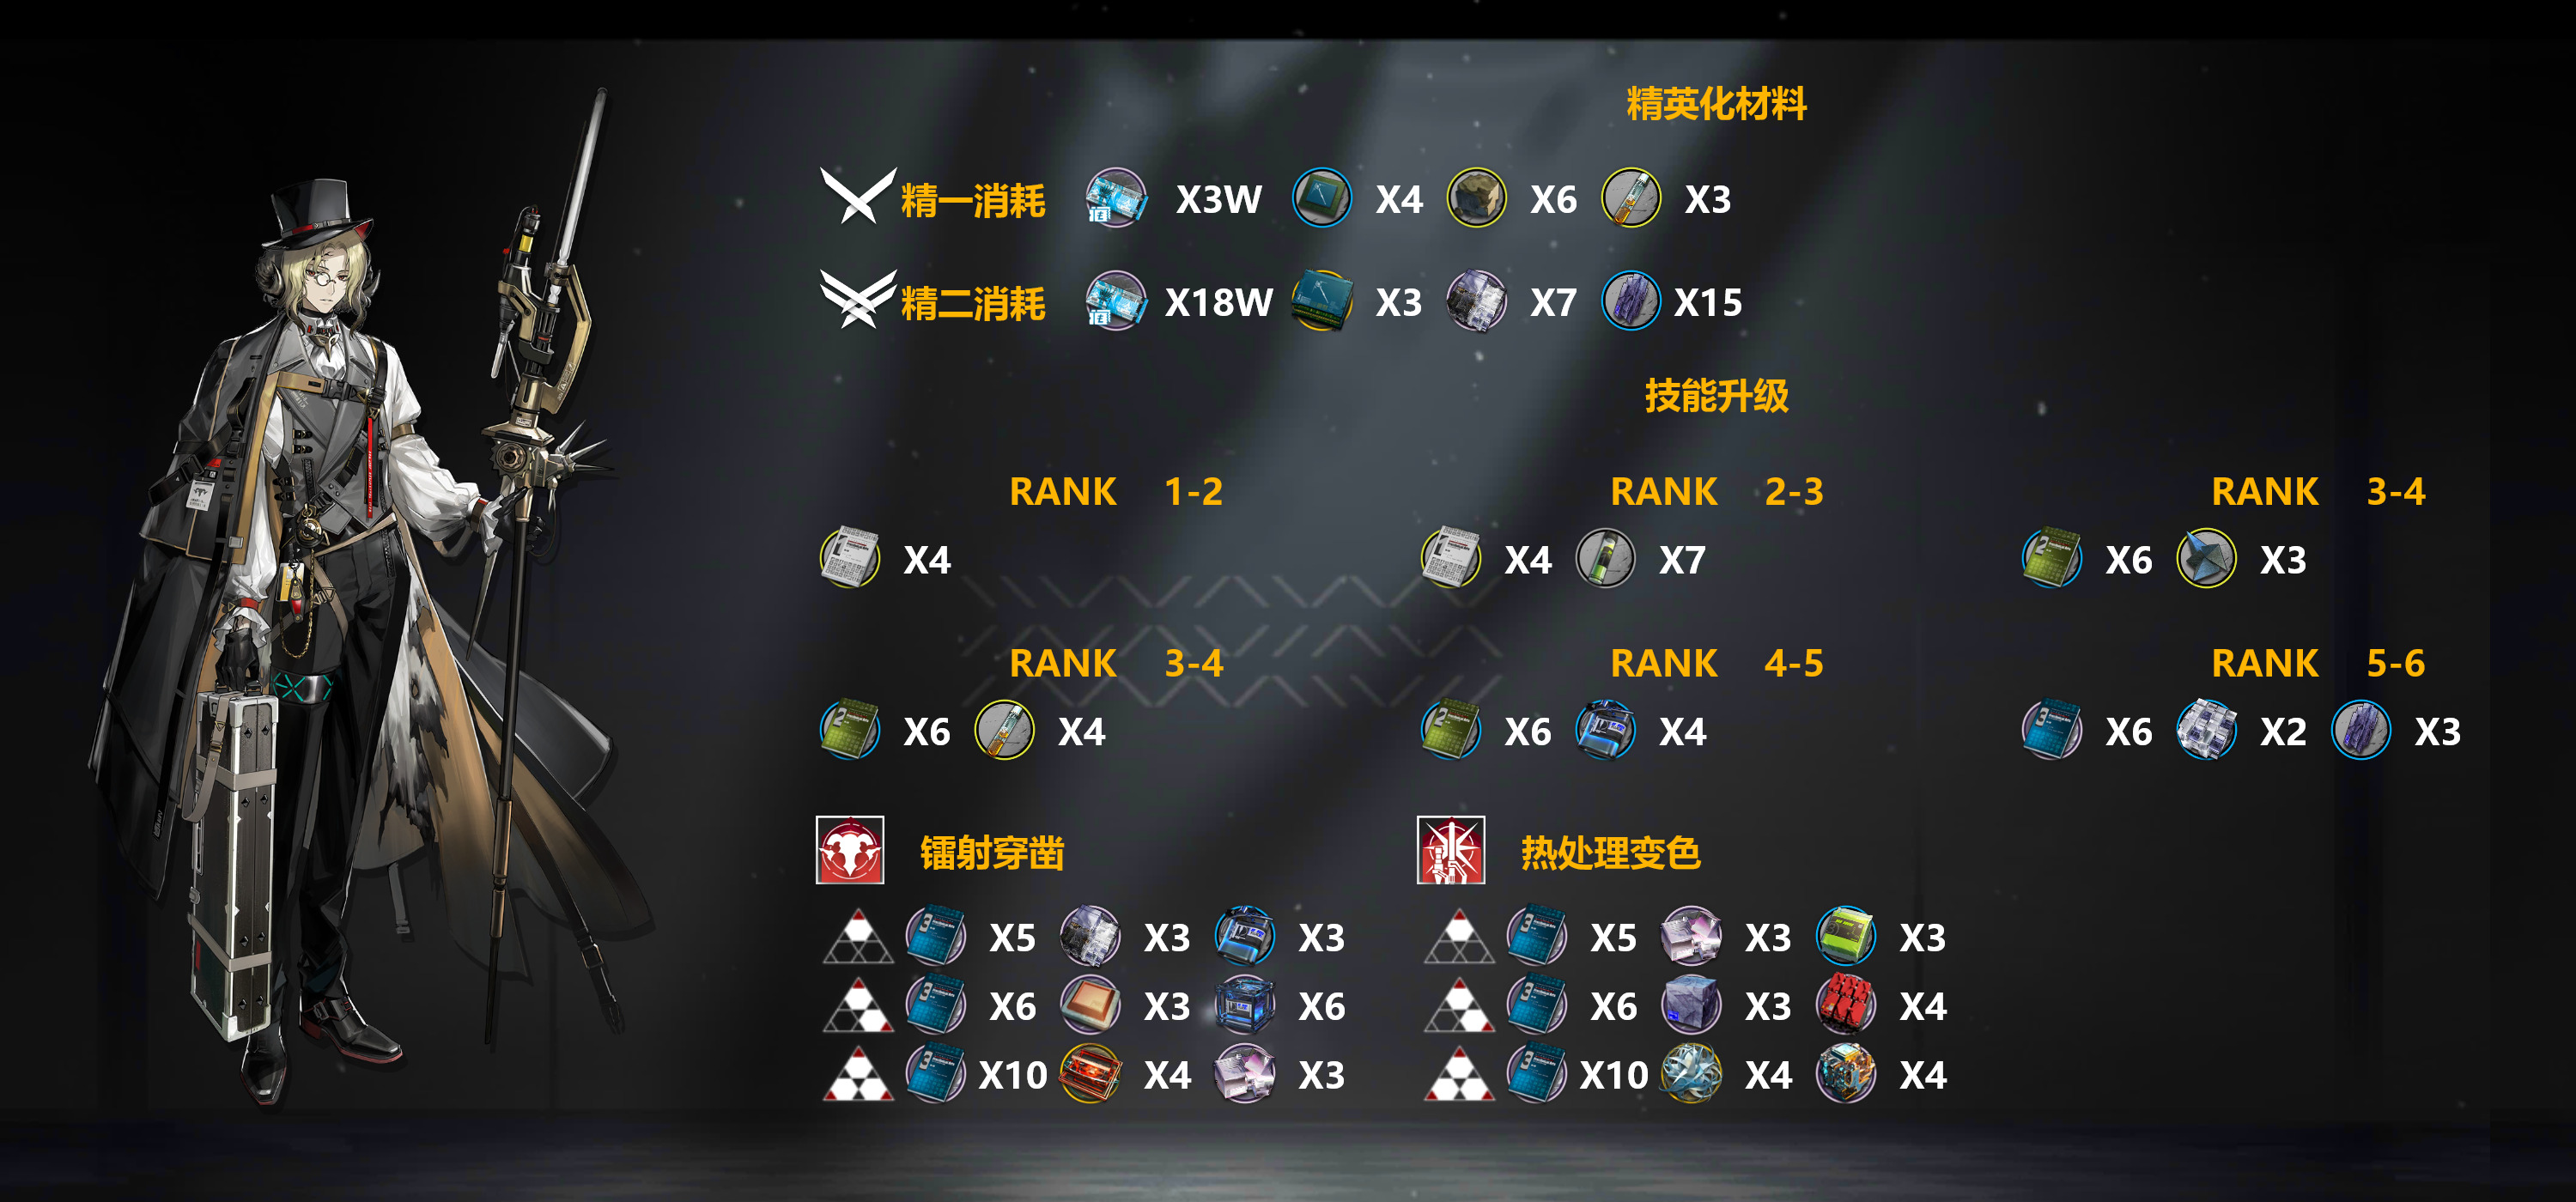 精英化材料
精一消耗 X3W X4 X6 X3
精二消耗 X18W X3 X7 X15
技能升级
RANK 1-2 RANK 2-3 RANK 3-4
X4 X4 X7 X6 X3
RANK 3-4 RANK 4-5 RANK 5-6
X6 X4 X6 X4 X6 X2 X3
镭射穿凿 热处理变色
X5 X3 X3 X5 X3 X3
X6 X3 X6 X6 X3 X4
X10 X4 X3 X10 X4 X4